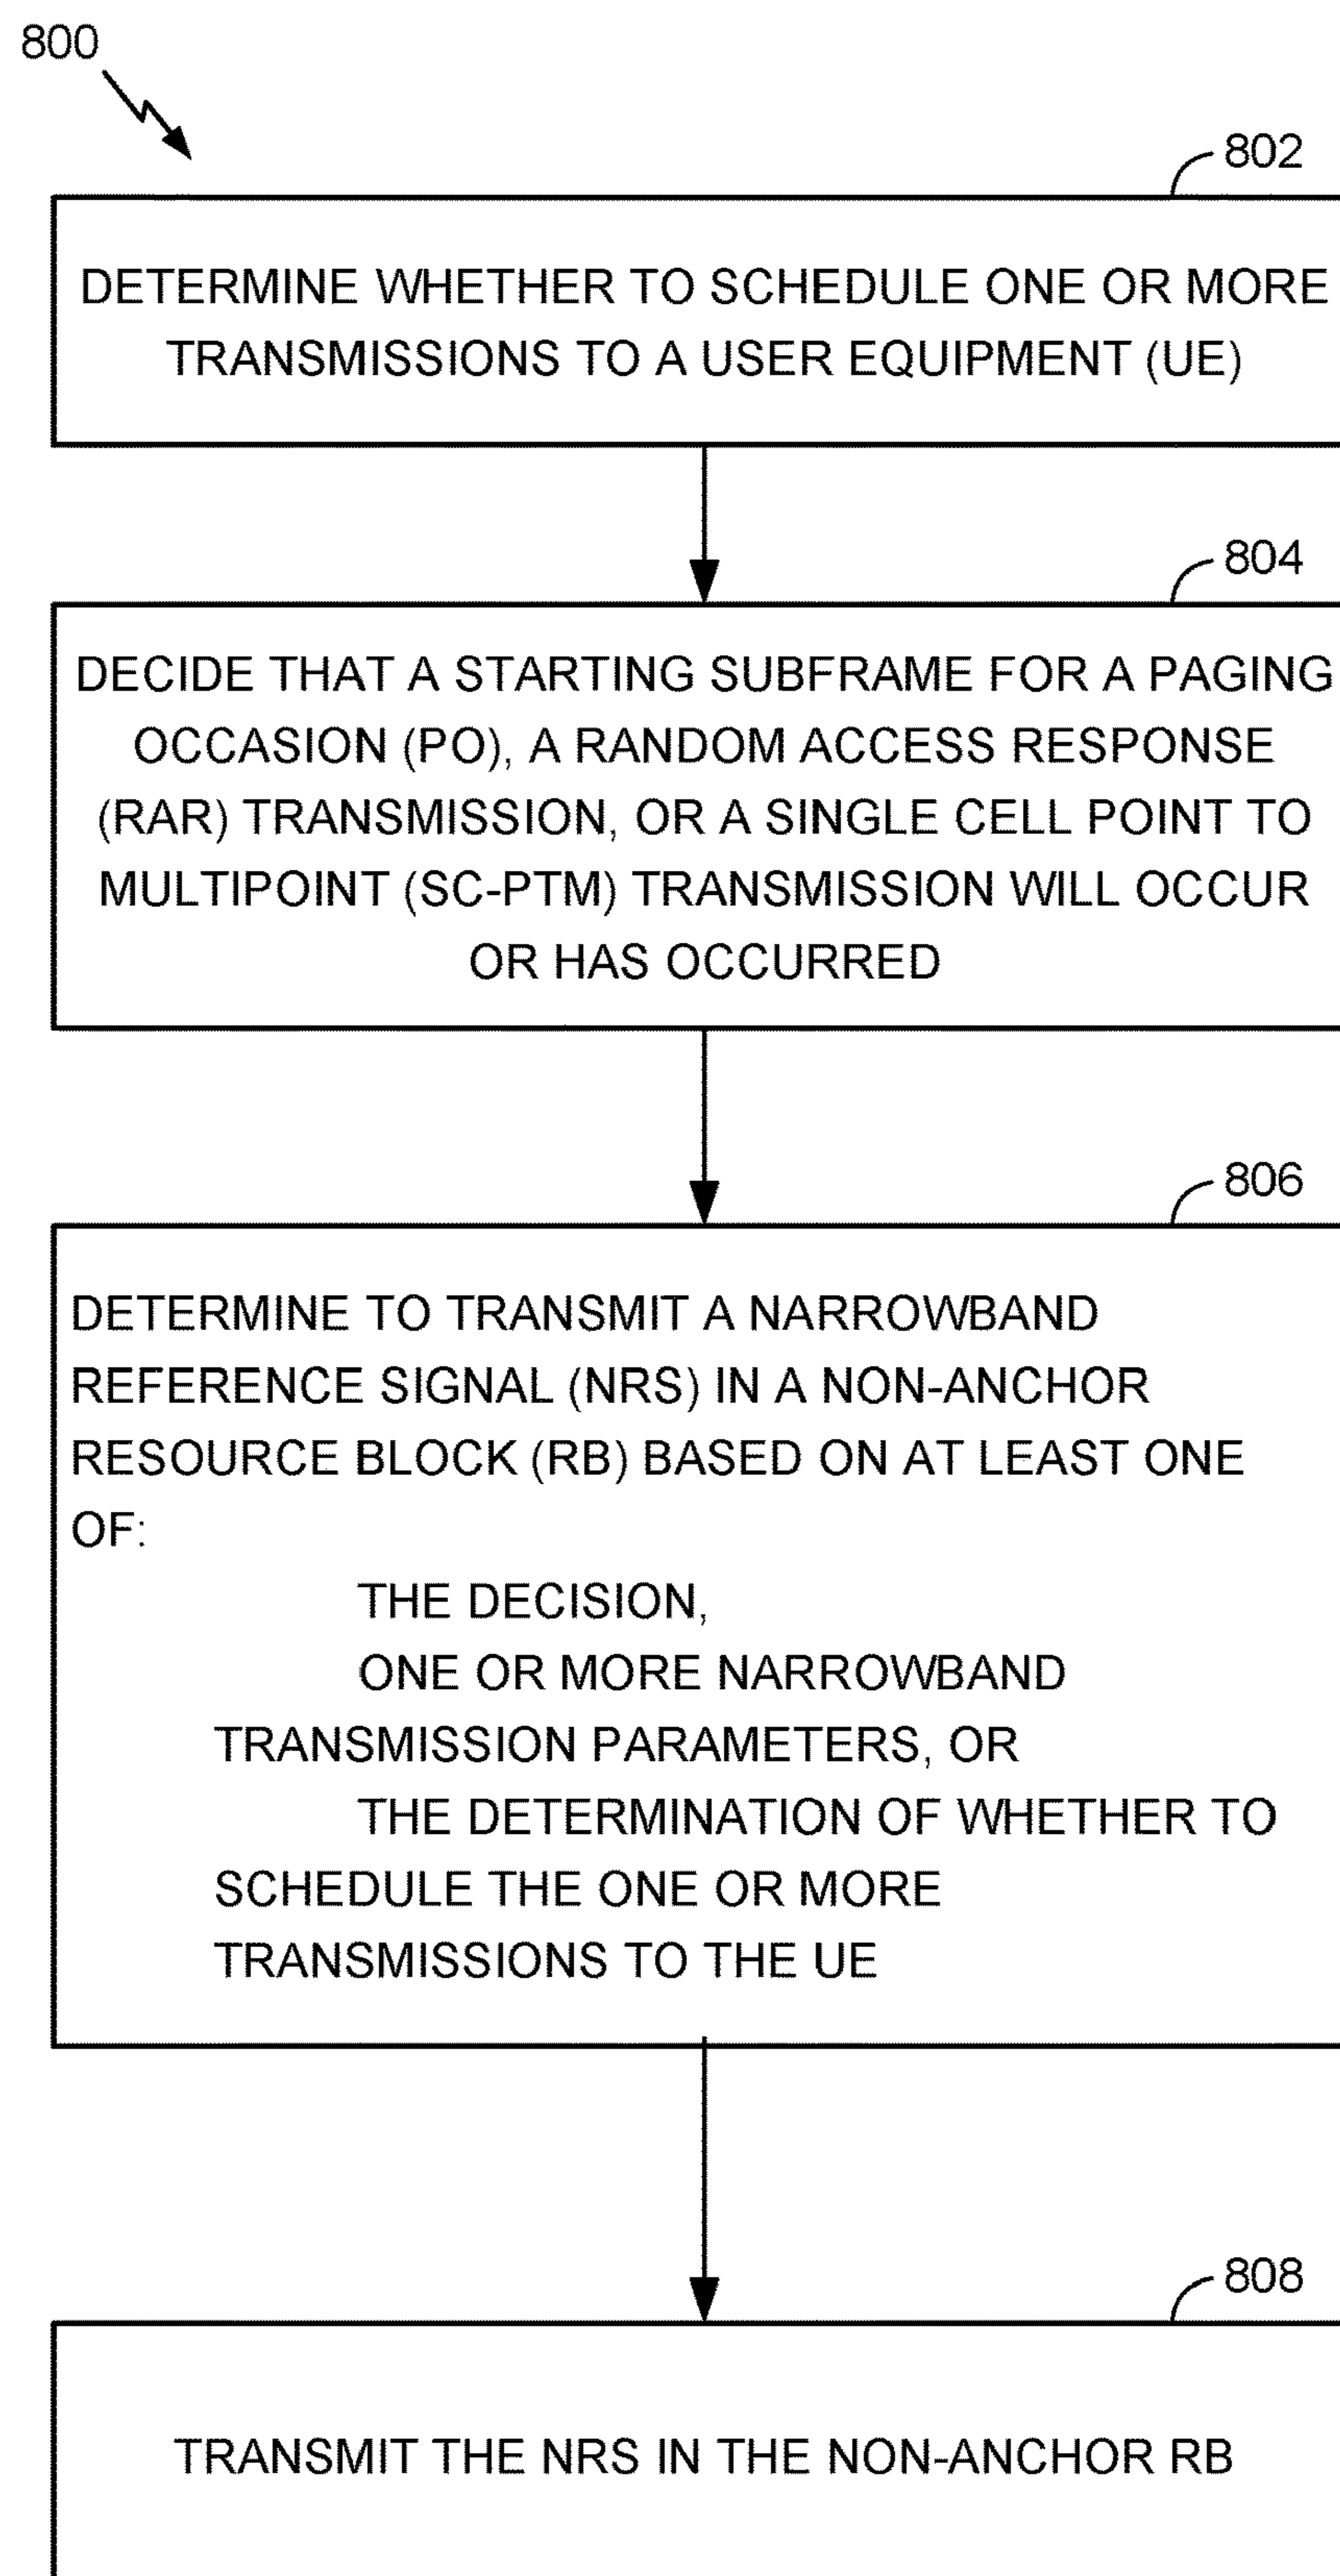 800
802
DETERMINE WHETHER TO SCHEDULE ONE OR MORE
TRANSMISSIONS TO A USER EQUIPMENT (UE)
804
DECIDE THAT A STARTING SUBFRAME FOR A PAGING
OCCASION (PO), A RANDOM ACCESS RESPONSE
(RAR) TRANSMISSION, OR A SINGLE CELL POINT TO
MULTIPOINT (SC-PTM) TRANSMISSION WILL OCCUR
OR HAS OCCURRED
806
DETERMINE TO TRANSMIT A NARROWBAND
REFERENCE SIGNAL (NRS) IN A NON-ANCHOR
RESOURCE BLOCK (RB) BASED ON AT LEAST ONE
OF:
THE DECISION,
ONE OR MORE NARROWBAND
TRANSMISSION PARAMETERS, OR
THE DETERMINATION OF WHETHER TO
SCHEDULE THE ONE OR MORE
TRANSMISSIONS TO THE UE
808
TRANSMIT THE NRS IN THE NON-ANCHOR RB